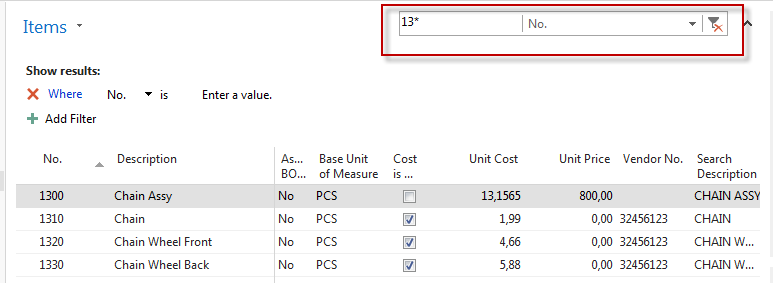 Items
13* No.
Show results:
Where No. is Enter a value.
Add Filter
No. Description As... Base Unit Cost Unit Cost Unit Price Vendor No. Search
BO... of Measure is ... Description
1300 Chain Assy No PCS 13,1565 800,00 CHAIN ASSY
1310 Chain No PCS 1,99 0,00 32456123 CHAIN
1320 Chain Wheel Front No PCS 4,66 0,00 32456123 CHAIN W...
1330 Chain Wheel Back No PCS 5,88 0,00 32456123 CHAIN W...